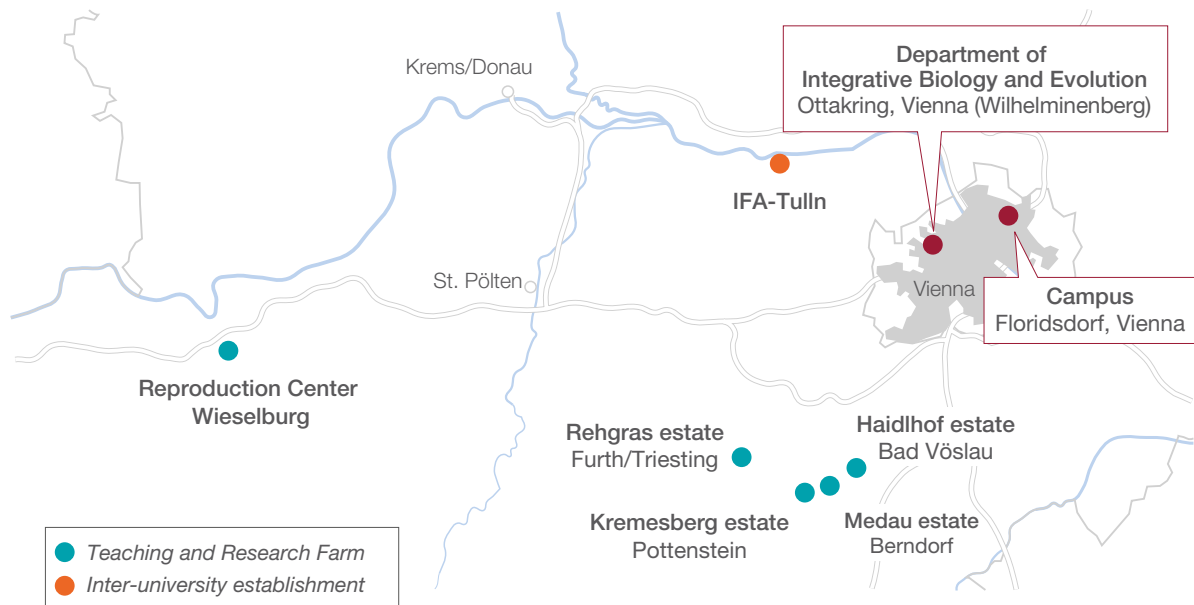 Krems/Donau
Department of
Integrative Biology and Evolution
Ottakring, Vienna (Wilhelminenberg)
IFA-Tulln
St. Pölten
Vienna
Campus
Floridsdorf, Vienna
Reproduction Center
Wieselburg
Rehgras estate
Furth/Triesting
Haidlhof estate
Bad Vöslau
Kremesberg estate
Pottenstein
Medau estate
Berndorf
Teaching and Research Farm
Inter-university establishment